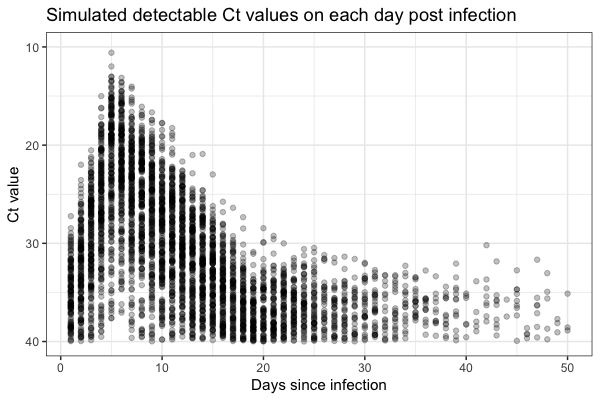 Simulated detectable Ct values on each day post infection
10
20
30
40
Ct value
0 10 20 30 40 50
Days since infection